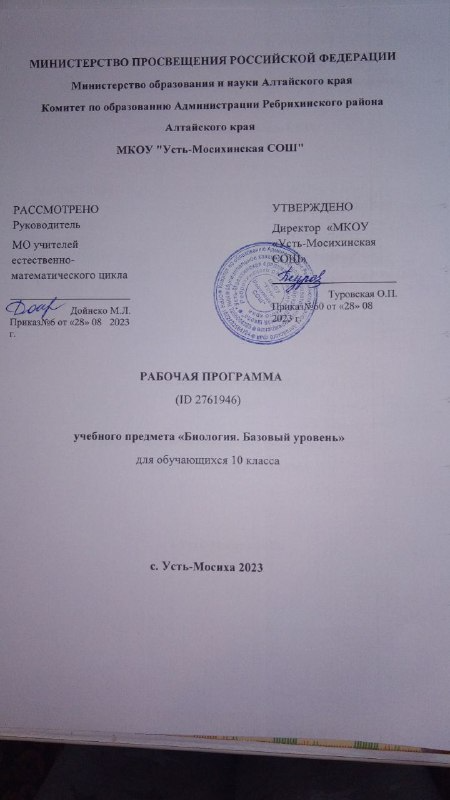 МИНИСТЕРСТВО ПРОСВЕЩЕНИЯ РОССИЙСКОЙ ФЕДЕРАЦИИ
Министерство образования и науки Алтайского края
Комитет по образованию Администрации Ребрихинского района
Алтайского края
МКОУ "Усть-Мосихинская СОШ"
РАССМОТРЕНО
Руководитель
МО учителей
естественно-
математического цикла
Дойнеко М.Л.
Приказ№6 от «28» 08 2023
г.
УТВЕРЖДЕНО
Директор «МКОУ
«Усть-Мосихинская
СОШ»
Туровская О.П.
Приказ№60 от «28» 08
2023 г.
РАБОЧАЯ ПРОГРАММА
(ID 2761946)
учебного предмета «Биология. Базовый уровень»
для обучающихся 10 класса
с. Усть-Мосиха 2023